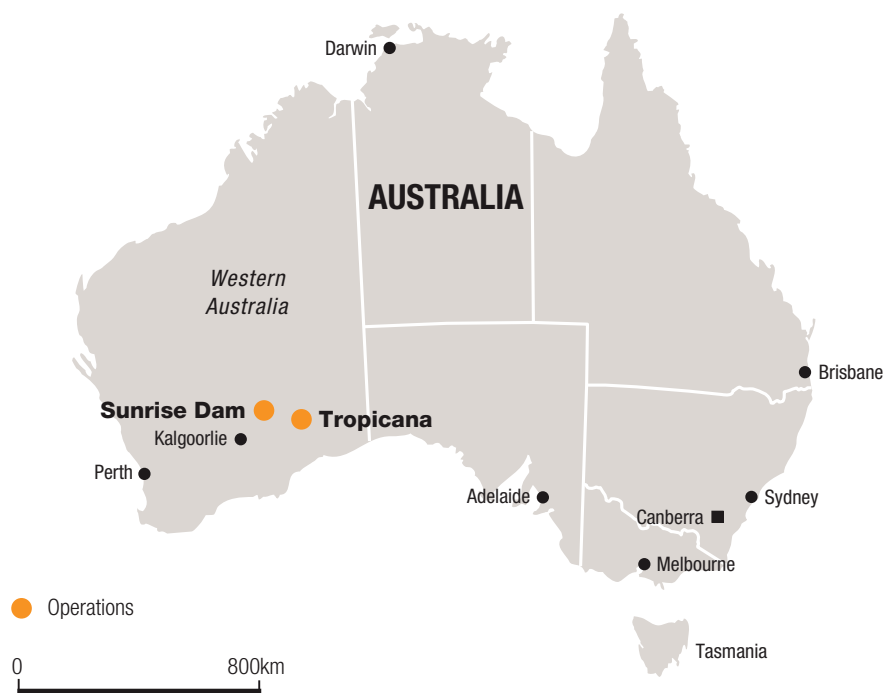 Darwin
AUSTRALIA
Western
Australia
Brisbane
Sunrise Dam
Tropicana
Kalgoorlie
Perth
Adelaide
Sydney
Canberra
Melbourne
Operations
Tasmania
0
800km